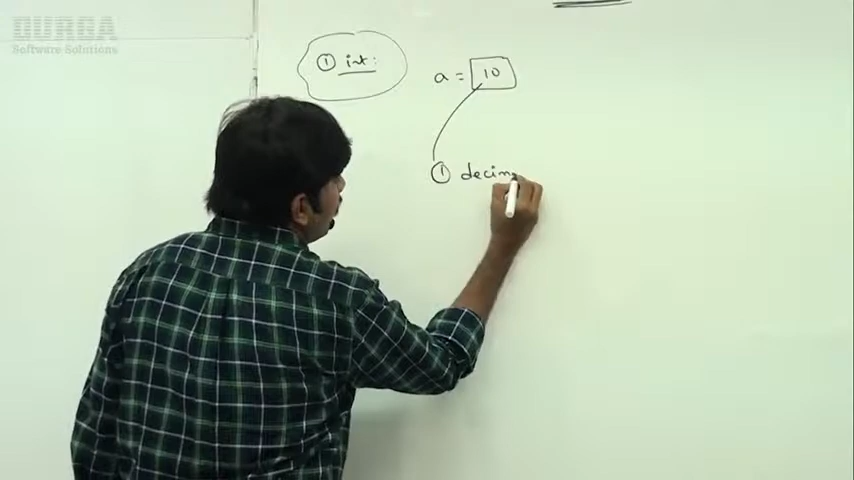 DURGA
Software Solutions
① int:
a = 10
① decim